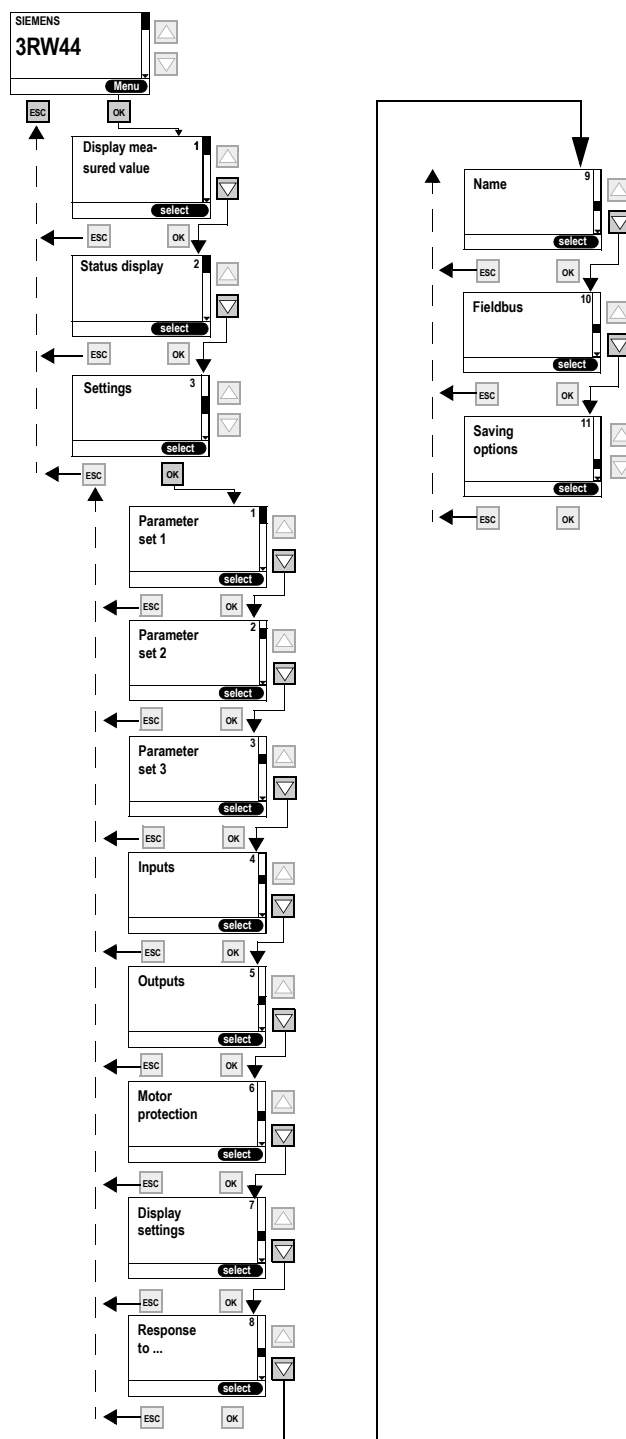 SIEMENS
3RW44
Menu
ESC
OK
Display mea-
sured value
1
select
ESC
OK
Status display
2
select
ESC
OK
Settings
3
select
ESC
OK
Parameter
set 1
1
select
ESC
OK
Parameter
set 2
2
select
ESC
OK
Parameter
set 3
3
select
ESC
OK
Inputs
4
select
ESC
OK
Outputs
5
select
ESC
OK
Motor
protection
6
select
ESC
OK
Display
settings
7
select
ESC
OK
Response
to ...
8
select
ESC
OK
Name
9
select
ESC
OK
Fieldbus
10
select
ESC
OK
Saving
options
11
select
ESC
OK